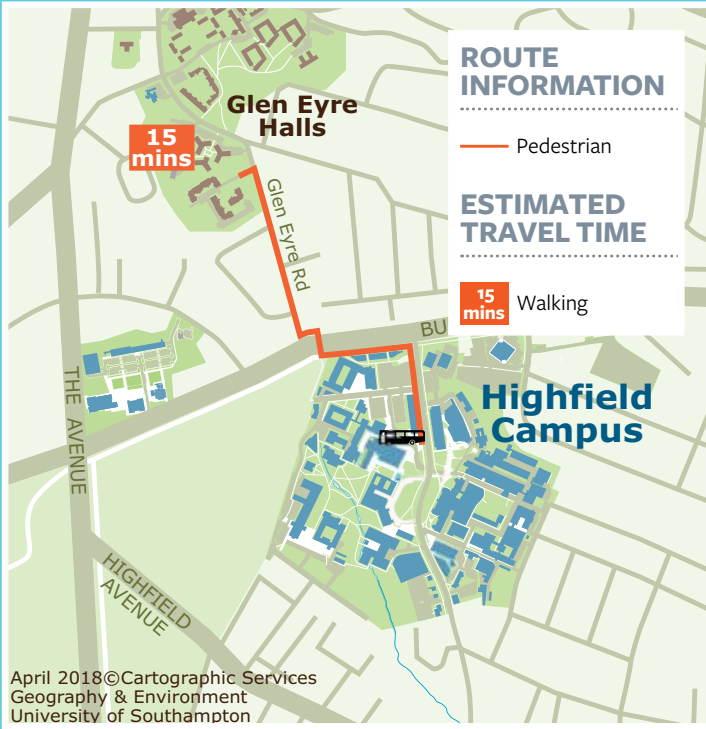 ROUTE
INFORMATION
Pedestrian
ESTIMATED
TRAVEL TIME
15
mins
Walking
Glen Eyre
Halls
15
mins
Glen Eyre Rd
BU
THE AVENUE
Highfield
Campus
HIGHFIELD
AVENUE
April 2018©Cartographic Services
Geography & Environment
University of Southampton